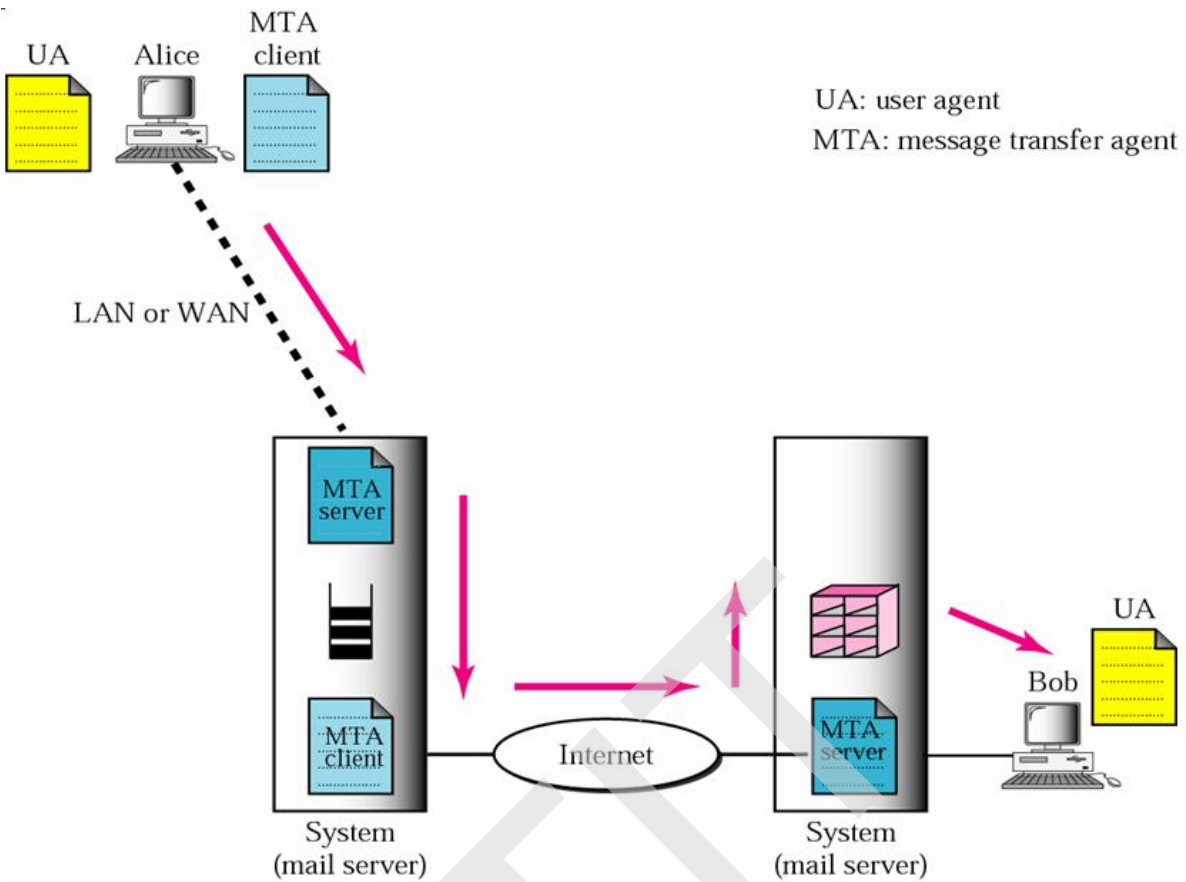 MTA
UA Alice client
UA: user agent
MTA: message transfer agent
LAN or WAN
MTA
server
MTA
client
Internet
MTA
server
UA
Bob
System
(mail server)
System
(mail server)